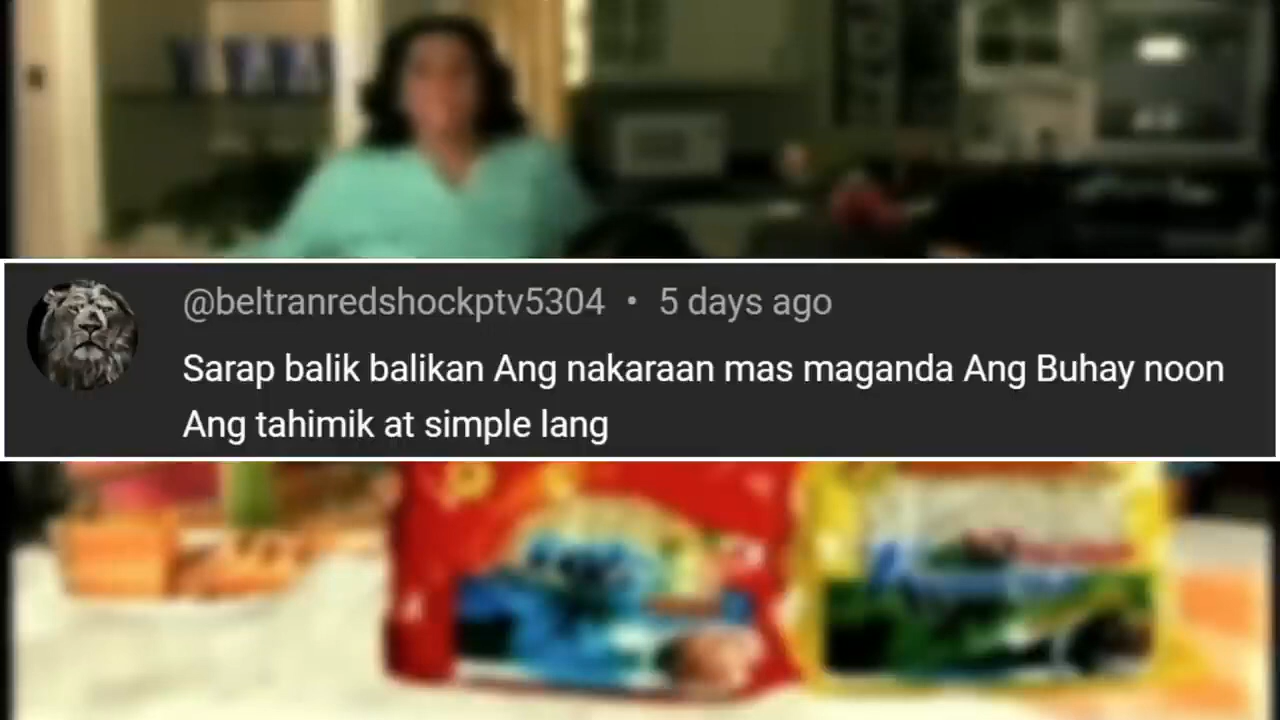 @beltranredshockptv5304 • 5 days ago
Sarap balik balikan Ang nakaraan mas maganda Ang Buhay noon
Ang tahimik at simple lang